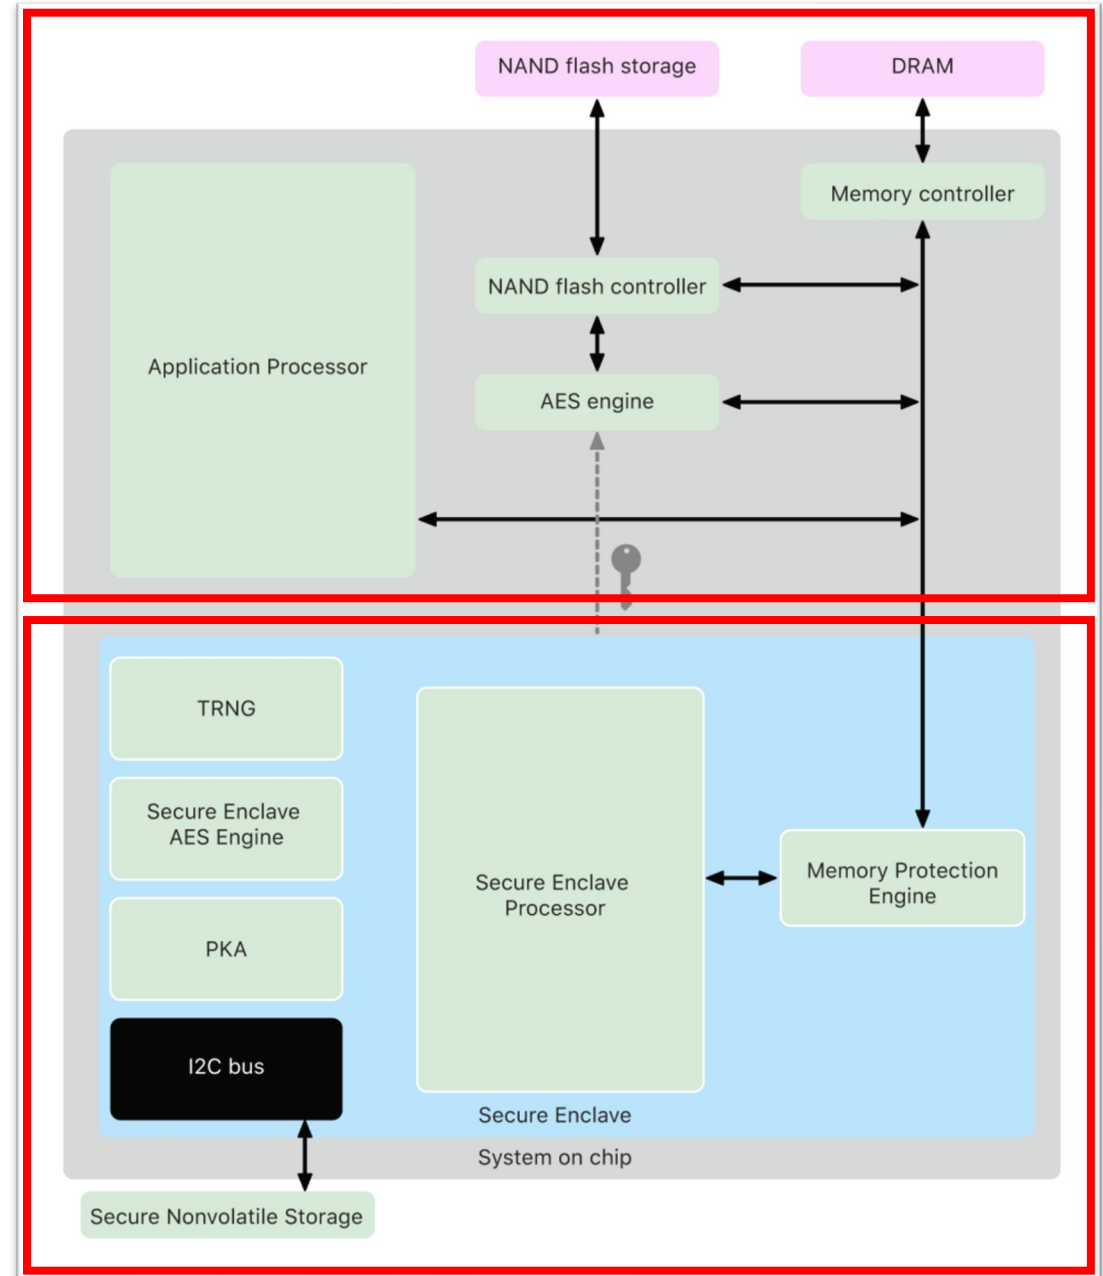 NAND flash storage
DRAM
Memory controller
NAND flash controller
Application Processor
AES engine
TRNG
Secure Enclave
AES Engine
PKA
I2C bus
Secure Enclave
Processor
Memory Protection
Engine
Secure Enclave
System on chip
Secure Nonvolatile Storage